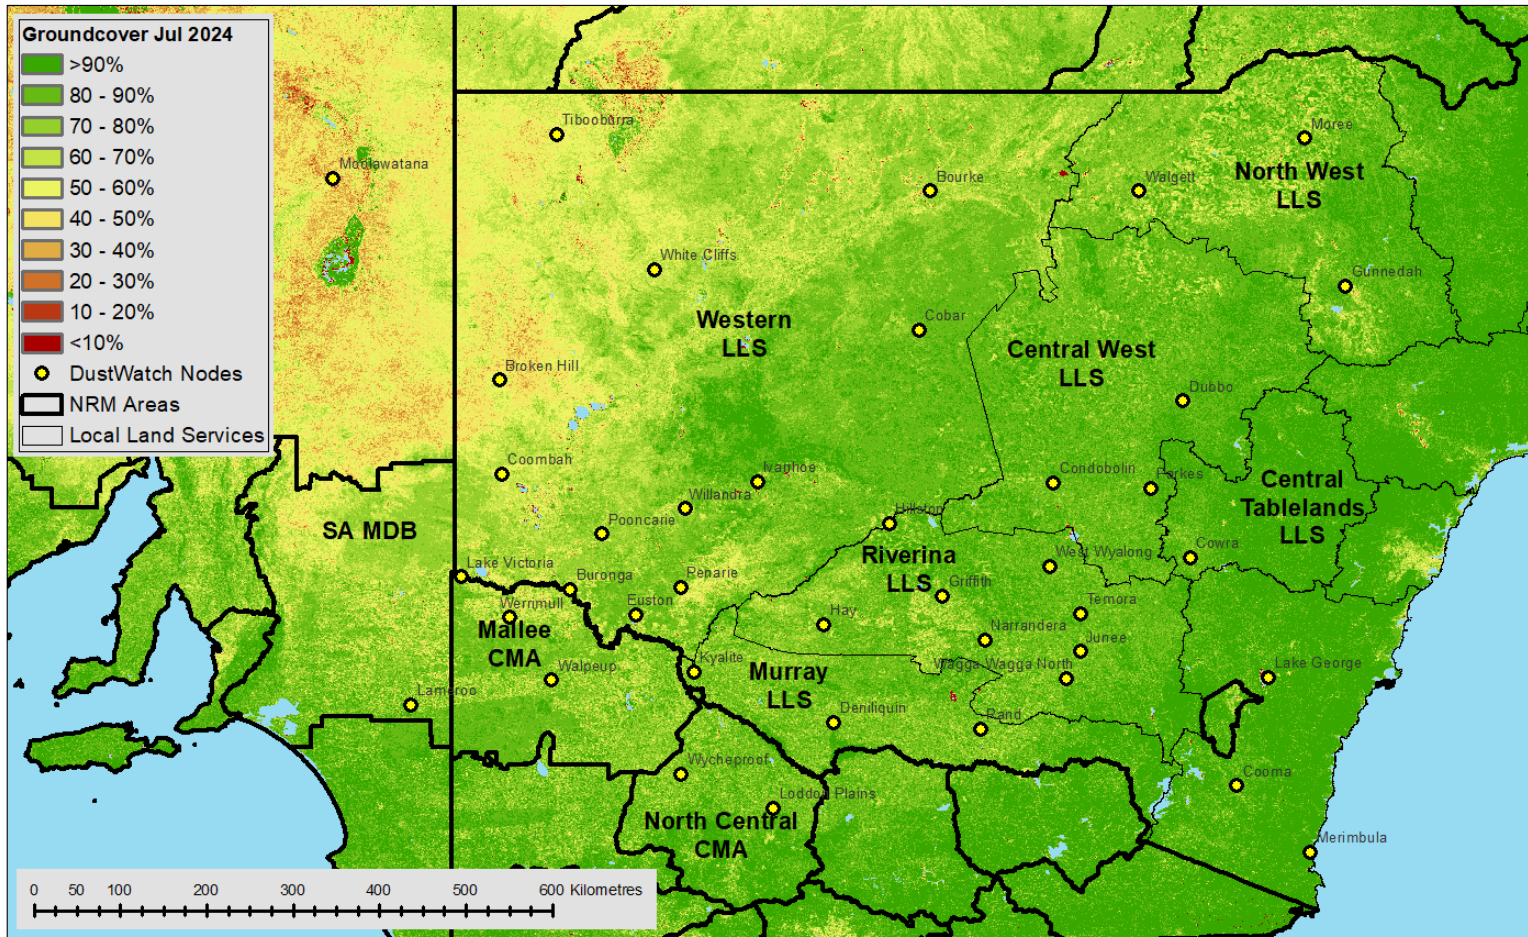 Groundcover Jul 2024
>90%
80 - 90%
70 - 80%
60 - 70%
50 - 60%
40 - 50%
30 - 40%
20 - 30%
10 - 20%
<10%
DustWatch Nodes
NRM Areas
Local Land Services
Tibooburra
Moolawatana
Bourke
Walgett
Moree
North West
LLS
White Cliffs
Gunnedah
Western
LLS
Cobar
Central West
LLS
Broken Hill
Dubbo
Coombah
Ivanhoe
Condobolin
Parkes
Willandra
Central
Tablelands
LLS
SA MDB
Pooncarie
Hillston
Riverina
LLS
West Wyalong
Cowra
Lake Victoria
Buronga
Penarie
Griffith
Werrimull
Euston
Hay
Temora
Mallee
CMA
Narrandera
Junee
Walpeup
Kyalite
Murray
LLS
Wagga Wagga North
Lake George
Lameroo
Deniliquin
Rand
Wycheproof
Cooma
Loddon Plains
North Central
CMA
Merimbula
0 50 100 200 300 400 500 600 Kilometres